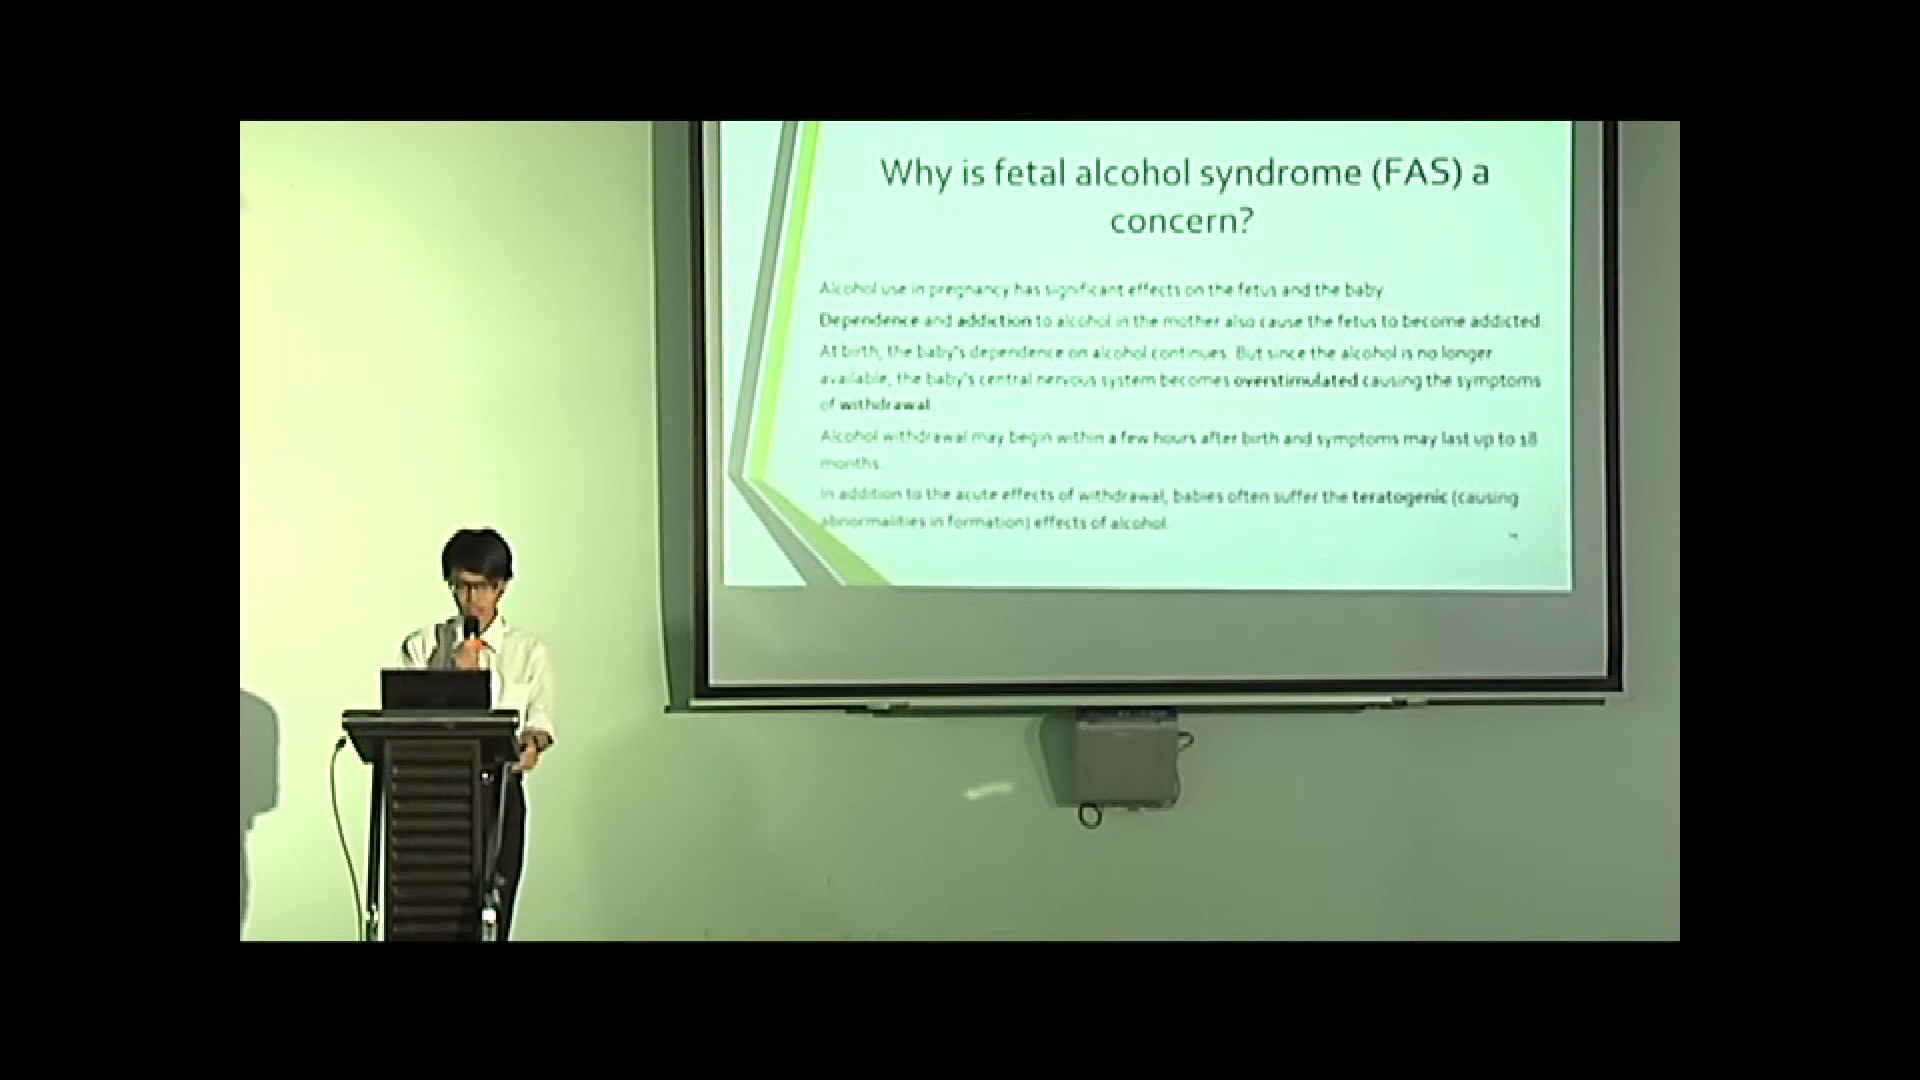 Why is fetal alcohol syndrome (FAS) a
concern?
Alcohol use in pregnancy has significant effects on the fetus and the baby
Dependence and addiction to alcohol in the mother also cause the fetus to become addicted.
At birth, the baby's dependence on alcohol continues. But since the alcohol is no longer
available, the baby's central nervous system becomes overstimulated causing the symptoms
of withdrawal
Alcohol withdrawal may begin within a few hours after birth and symptoms may last up to 18
months.
In addition to the acute effects of withdrawal, babies often suffer the teratogenic (causing
abnormalities in formation) effects of alcohol.